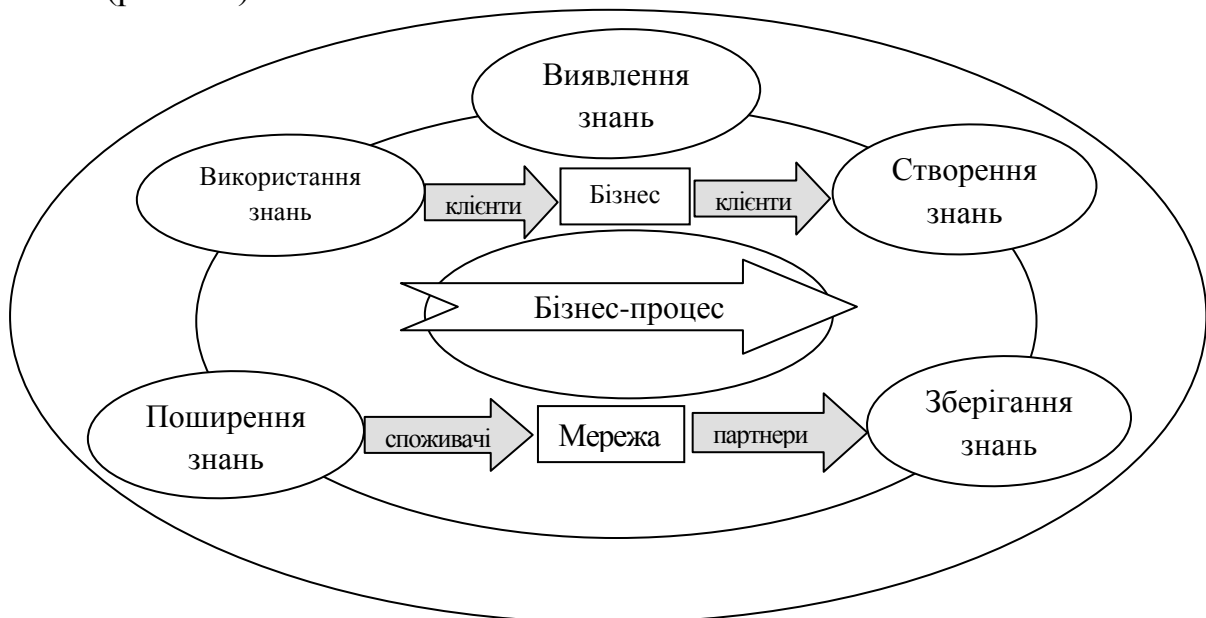 Виявлення
знань
Використання
знань
клієнти
Бізнес
клієнти
Створення
знань
Бізнес-процес
Поширення
знань
споживачі
Мережа
партнери
Зберігання
знань